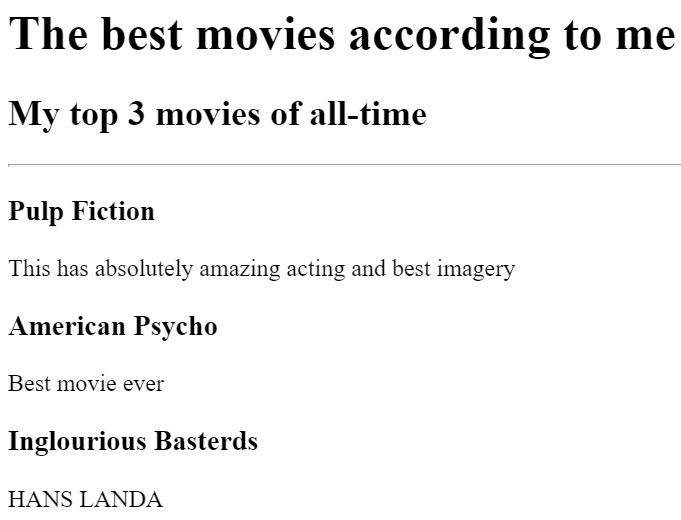 The best movies according to me
My top 3 movies of all-time
Pulp Fiction
This has absolutely amazing acting and best imagery
American Psycho
Best movie ever
Inglourious Basterds
HANS LANDA